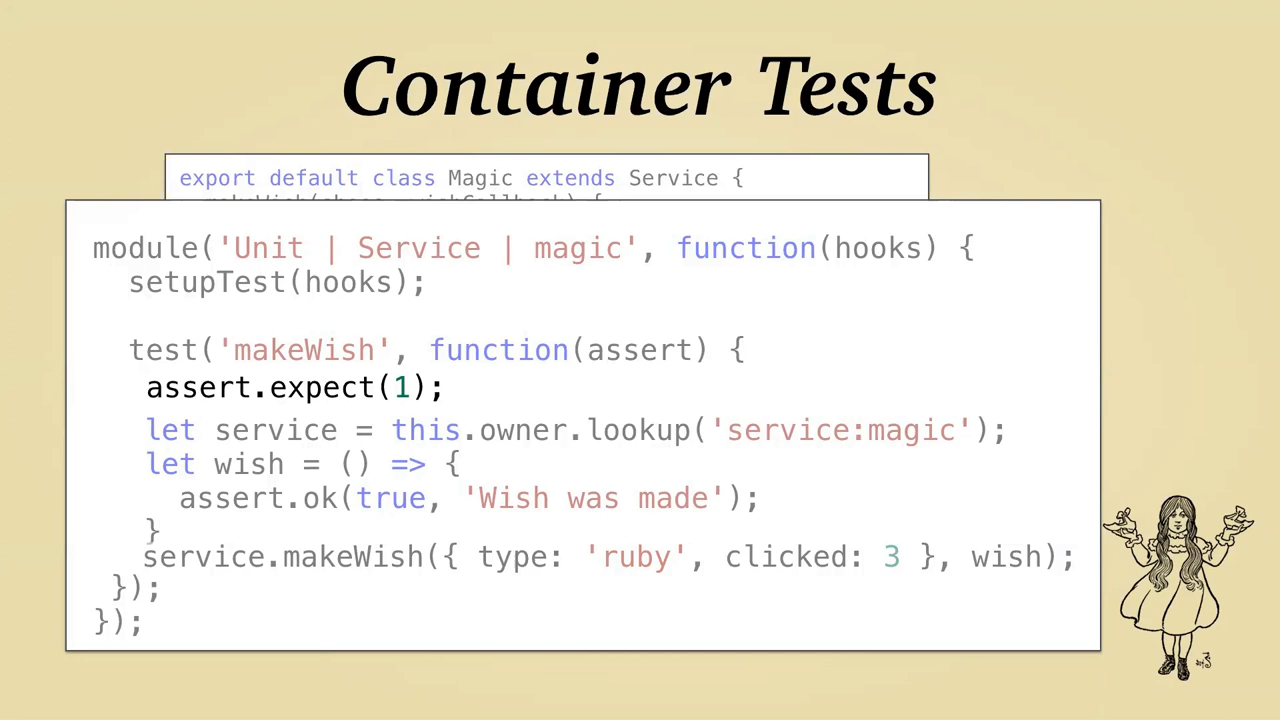 Container Tests
export default class Magic extends Service {
module('Unit | Service | magic', function(hooks) {
setupTest(hooks);
test('makeWish', function(assert) {
assert.expect(1);
let service = this.owner.lookup('service:magic');
let wish = () => {
assert.ok(true, 'Wish was made');
}
service.makeWish({ type: 'ruby', clicked: 3 }, wish);
});
});